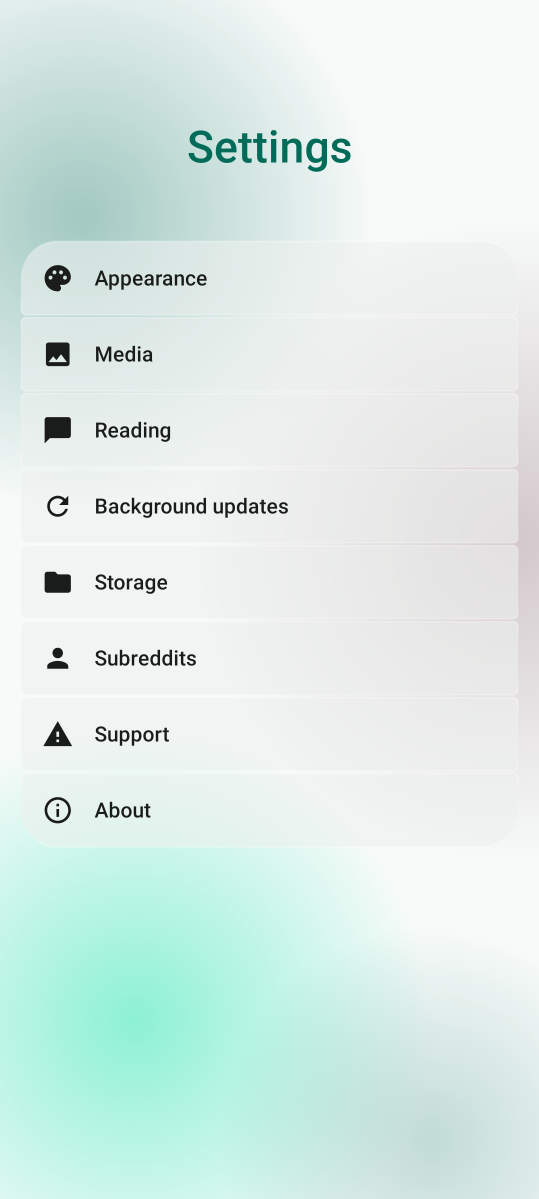 Settings
Appearance
Media
Reading
Background updates
Storage
Subreddits
Support
About